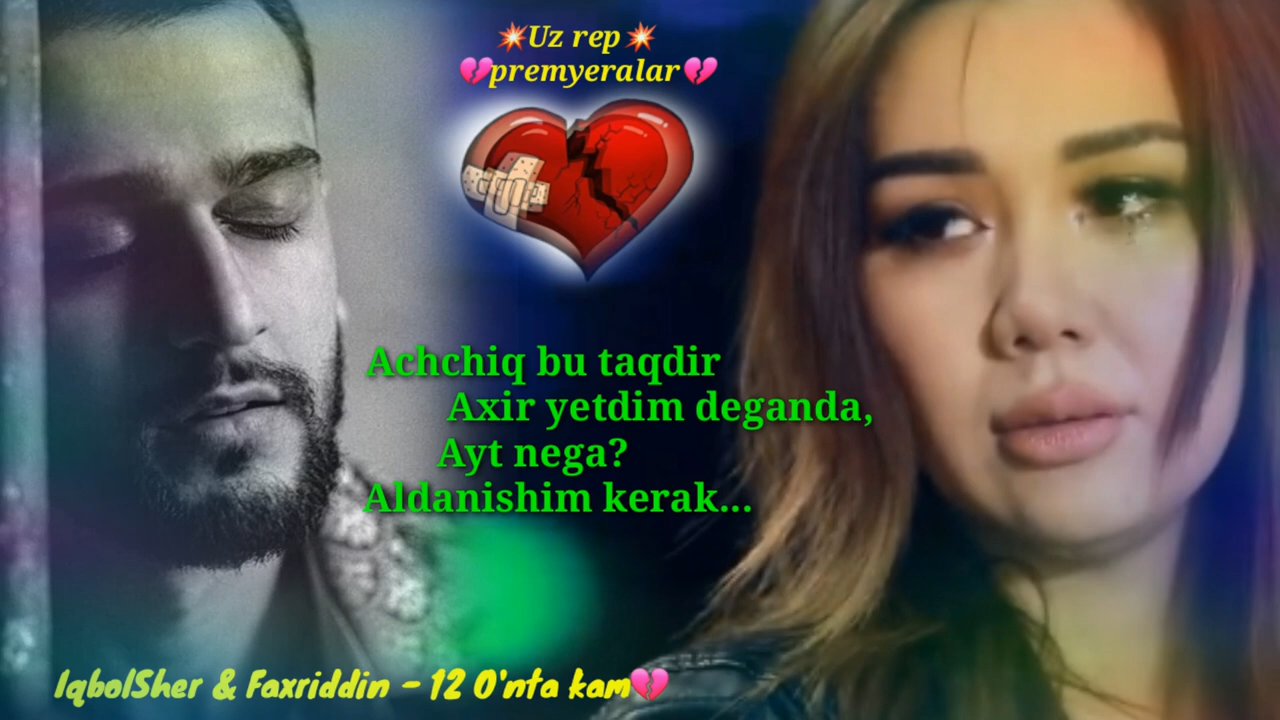 💥Uz rep💥
💔premyeralar💔
Achchiq bu taqdir
Axir yetdim deganda,
Ayt nega?
Aldanishim kerak...
IqbolSher & Faxriddin - 12 O'nta kam💔